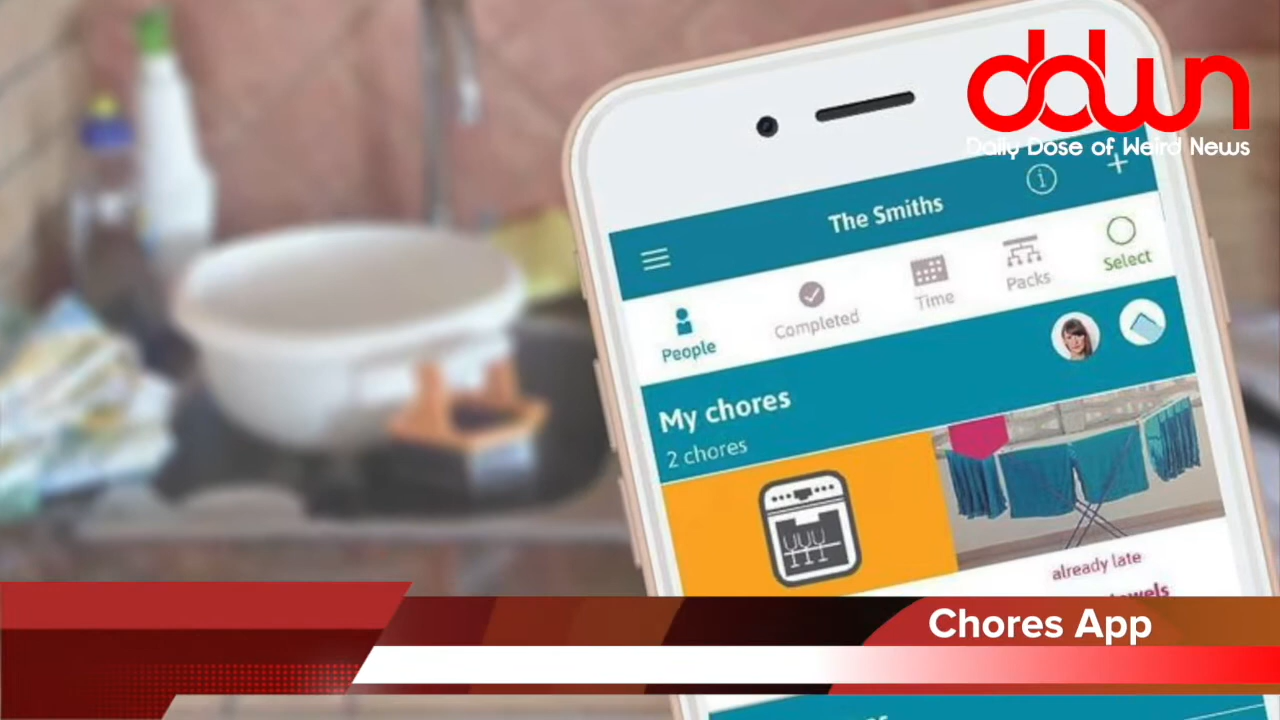 ddwn
Daily Dose of Weird News
The Smiths
People
Completed
Time
Packs
Select
My chores
2 chores
already late
Chores App